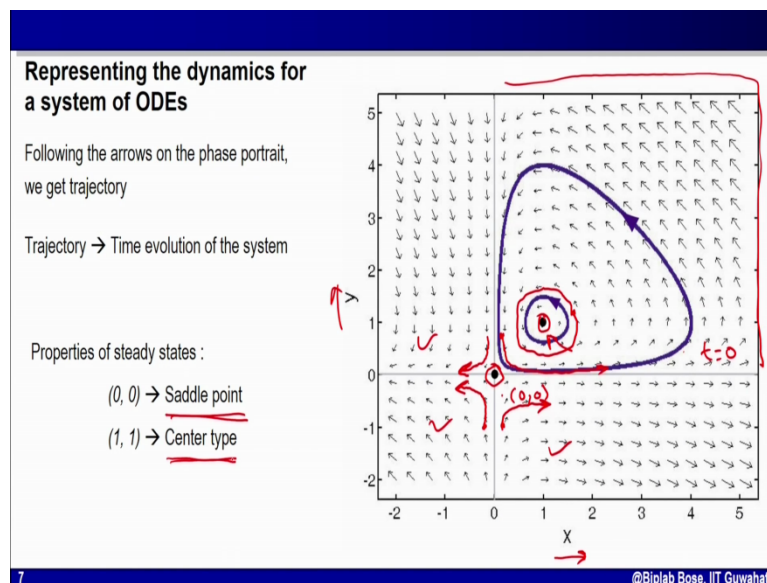 Representing the dynamics for
a system of ODEs
Following the arrows on the phase portrait,
we get trajectory
Trajectory → Time evolution of the system
Properties of steady states :
(0, 0) → Saddle point
(1, 1) → Center type
5
4
3
2
y
1
t=0
0
(0,0)
-1
-2
-2 -1 0 1 2 3 4 5
X
7
@Biplab Bose, IIT Guwahat